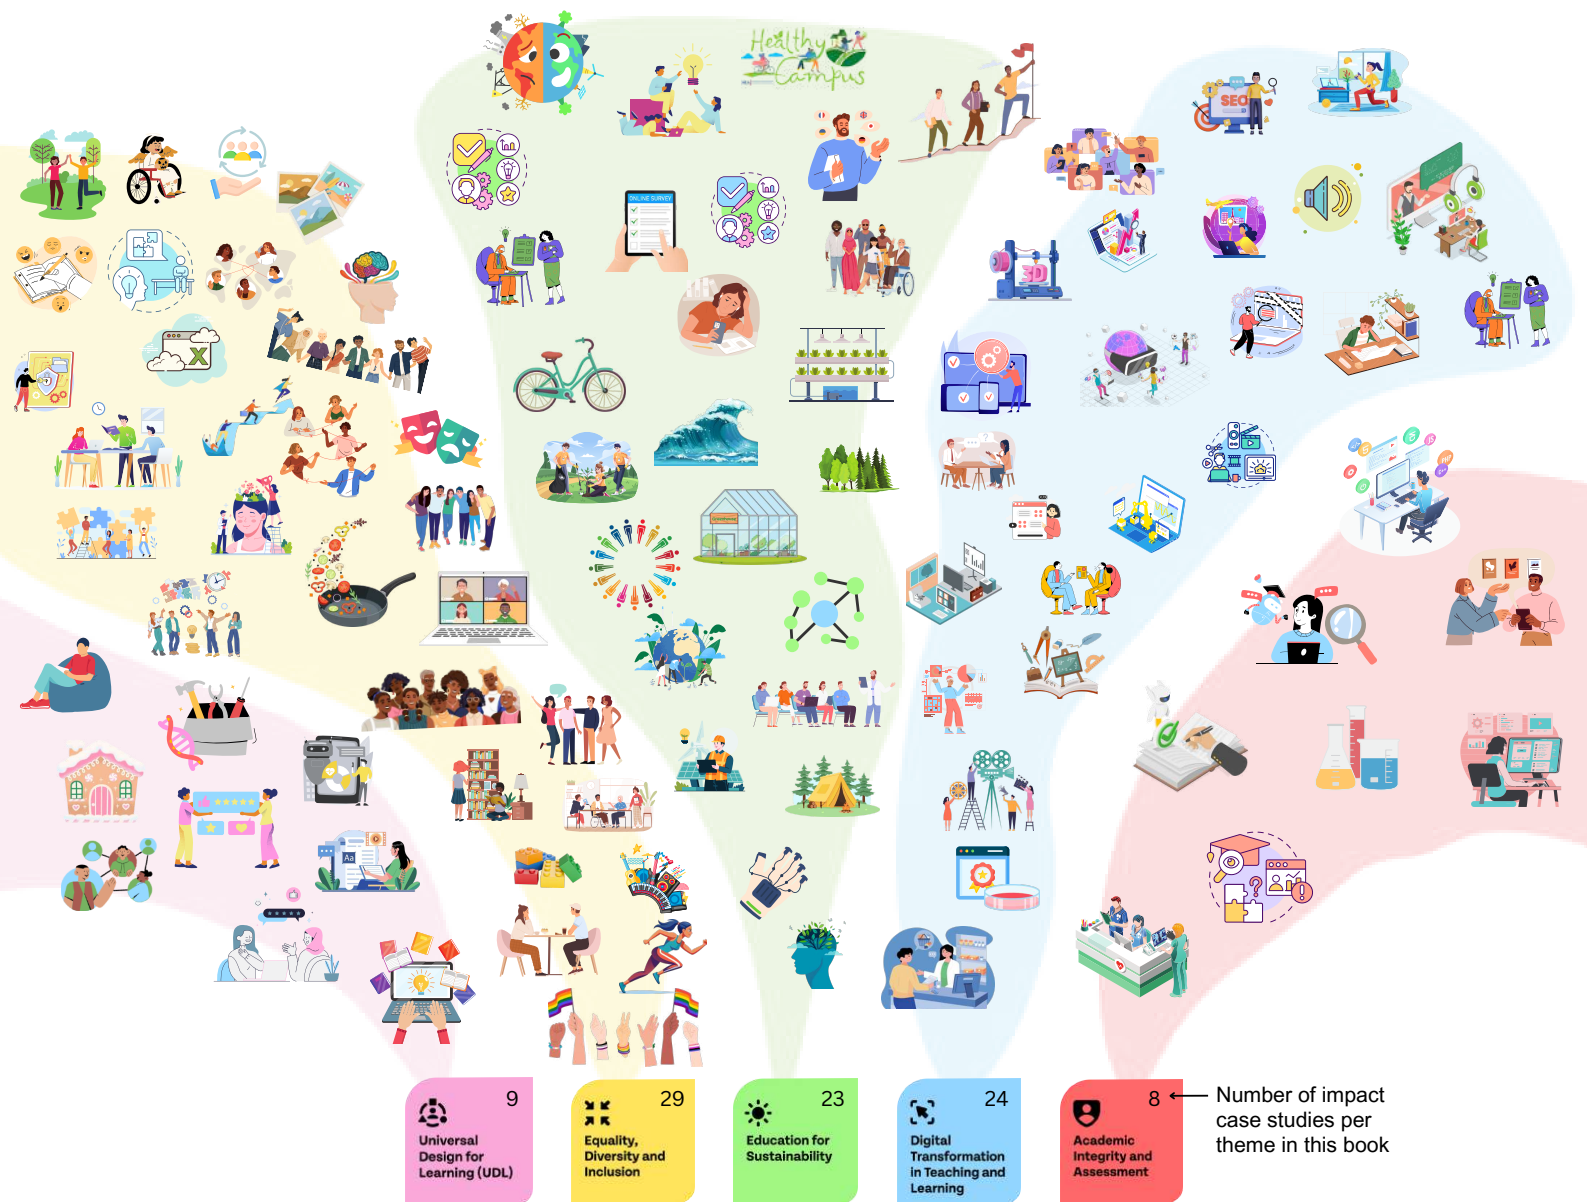 Healthy
Campus
SEO
ONLINE SURVEY
3D
X
Aa
9
Universal
Design for
Learning (UDL)
29
Equality,
Diversity and
Inclusion
23
Education for
Sustainability
24
Digital
Transformation
in Teaching and
Learning
8
Academic
Integrity and
Assessment
Number of impact
case studies per
theme in this book